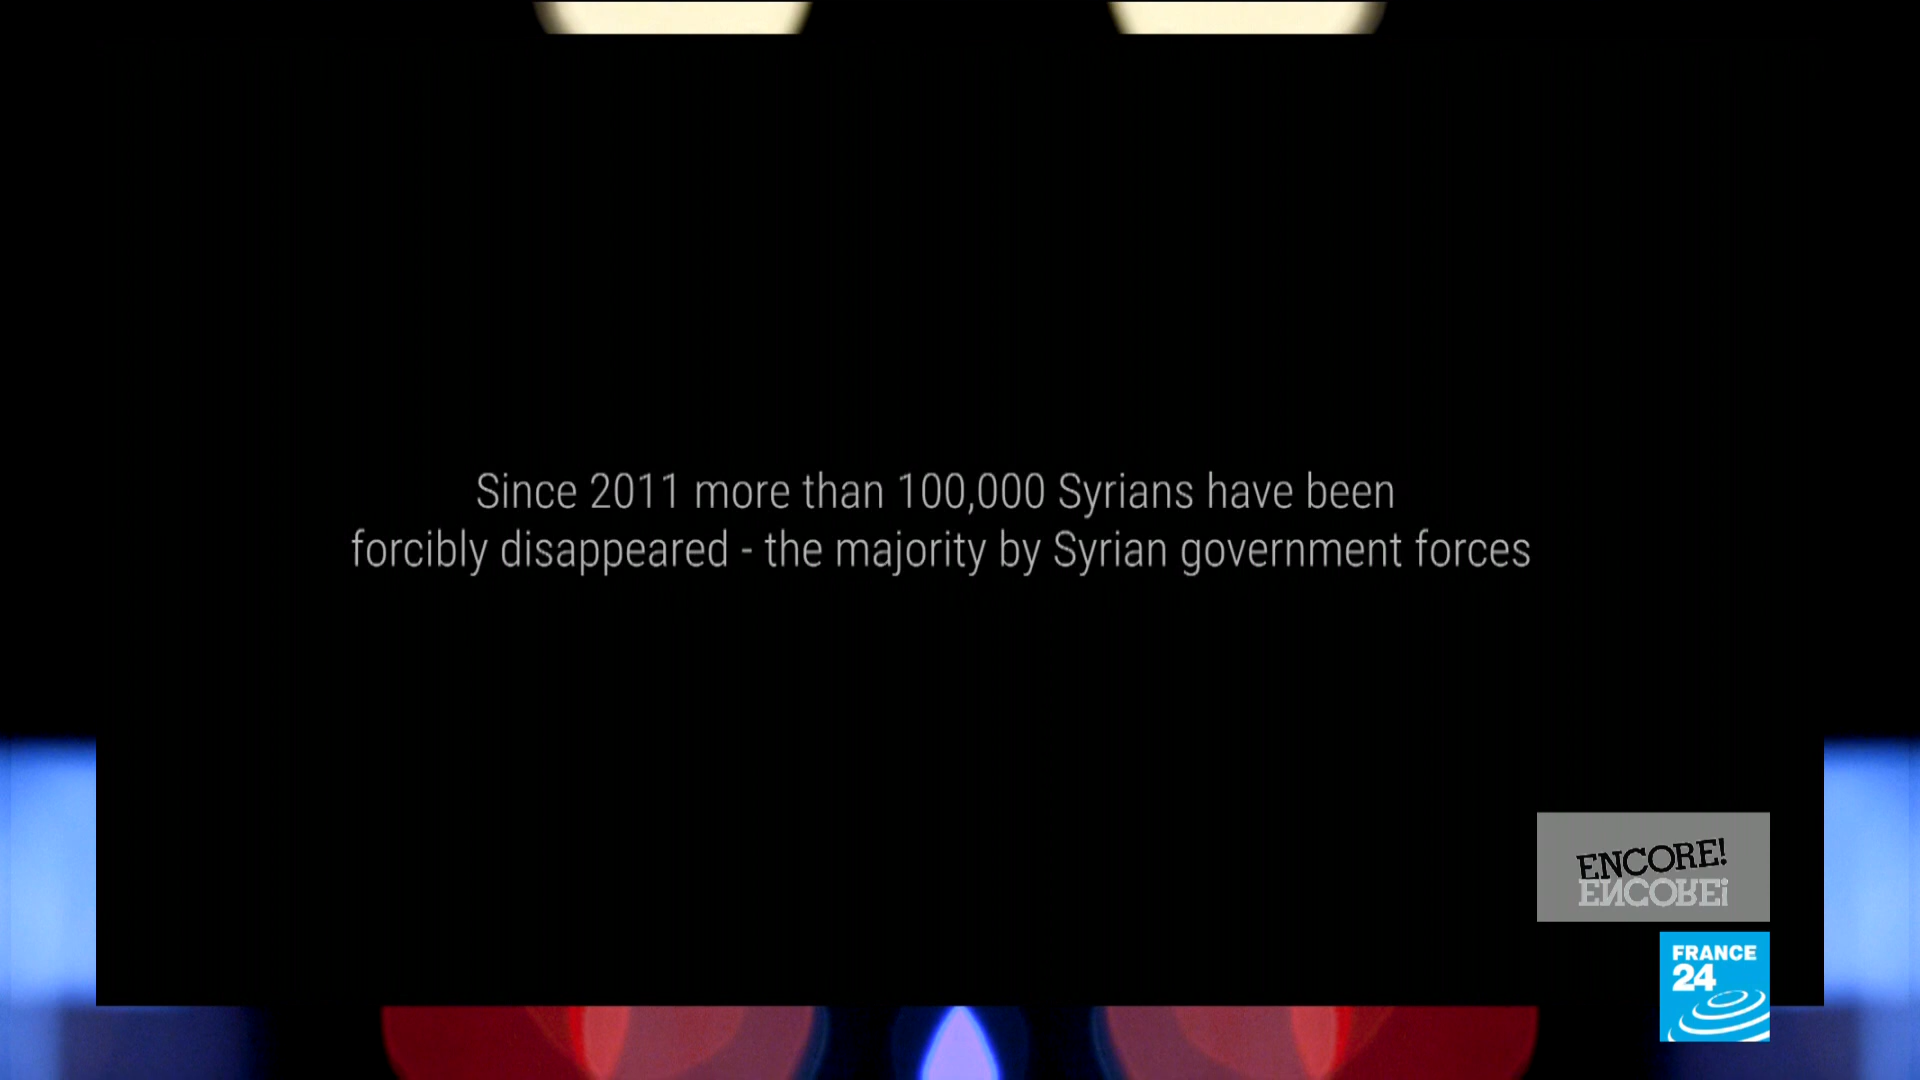 Since 2011 more than 100,000 Syrians have been
forcibly disappeared - the majority by Syrian government forces
ENCORE!
ENCORE!
FRANCE
24